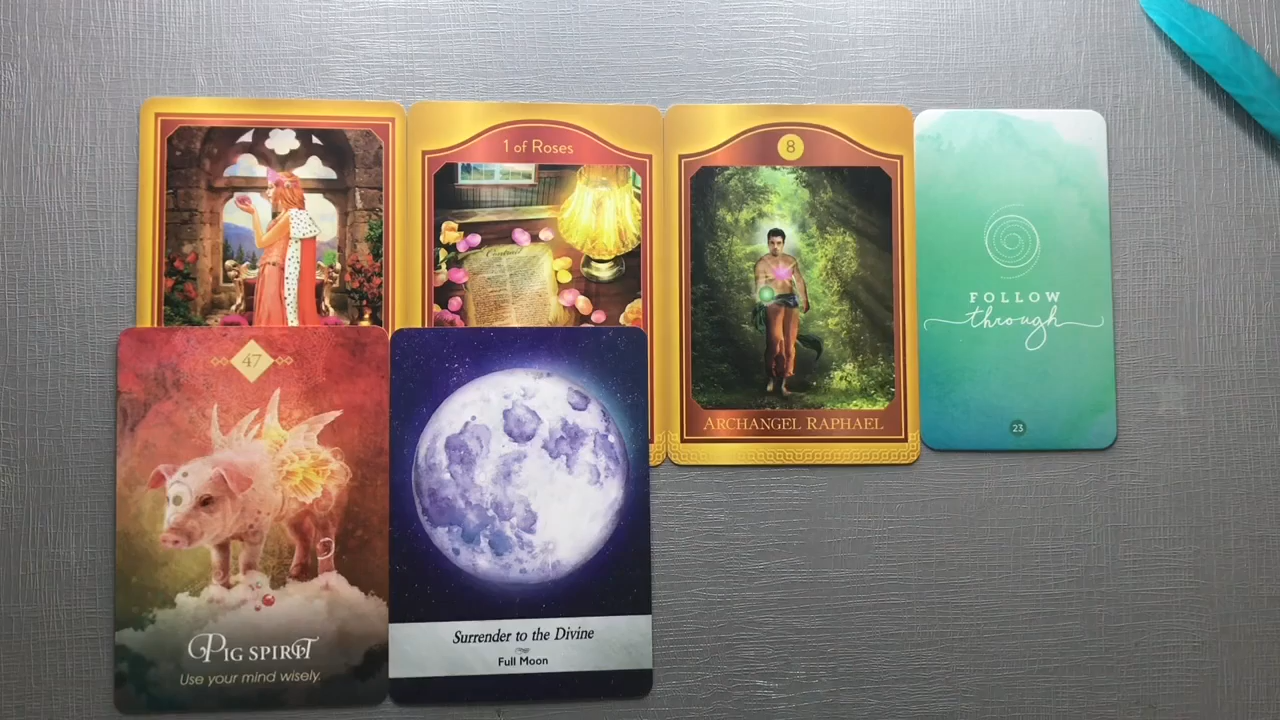 1 of Roses
Contract
8
ARCHANGEL RAPHAEL
FOLLOW
through
23
47
PIG SPIRIT
Use your mind wisely.
Surrender to the Divine
Full Moon